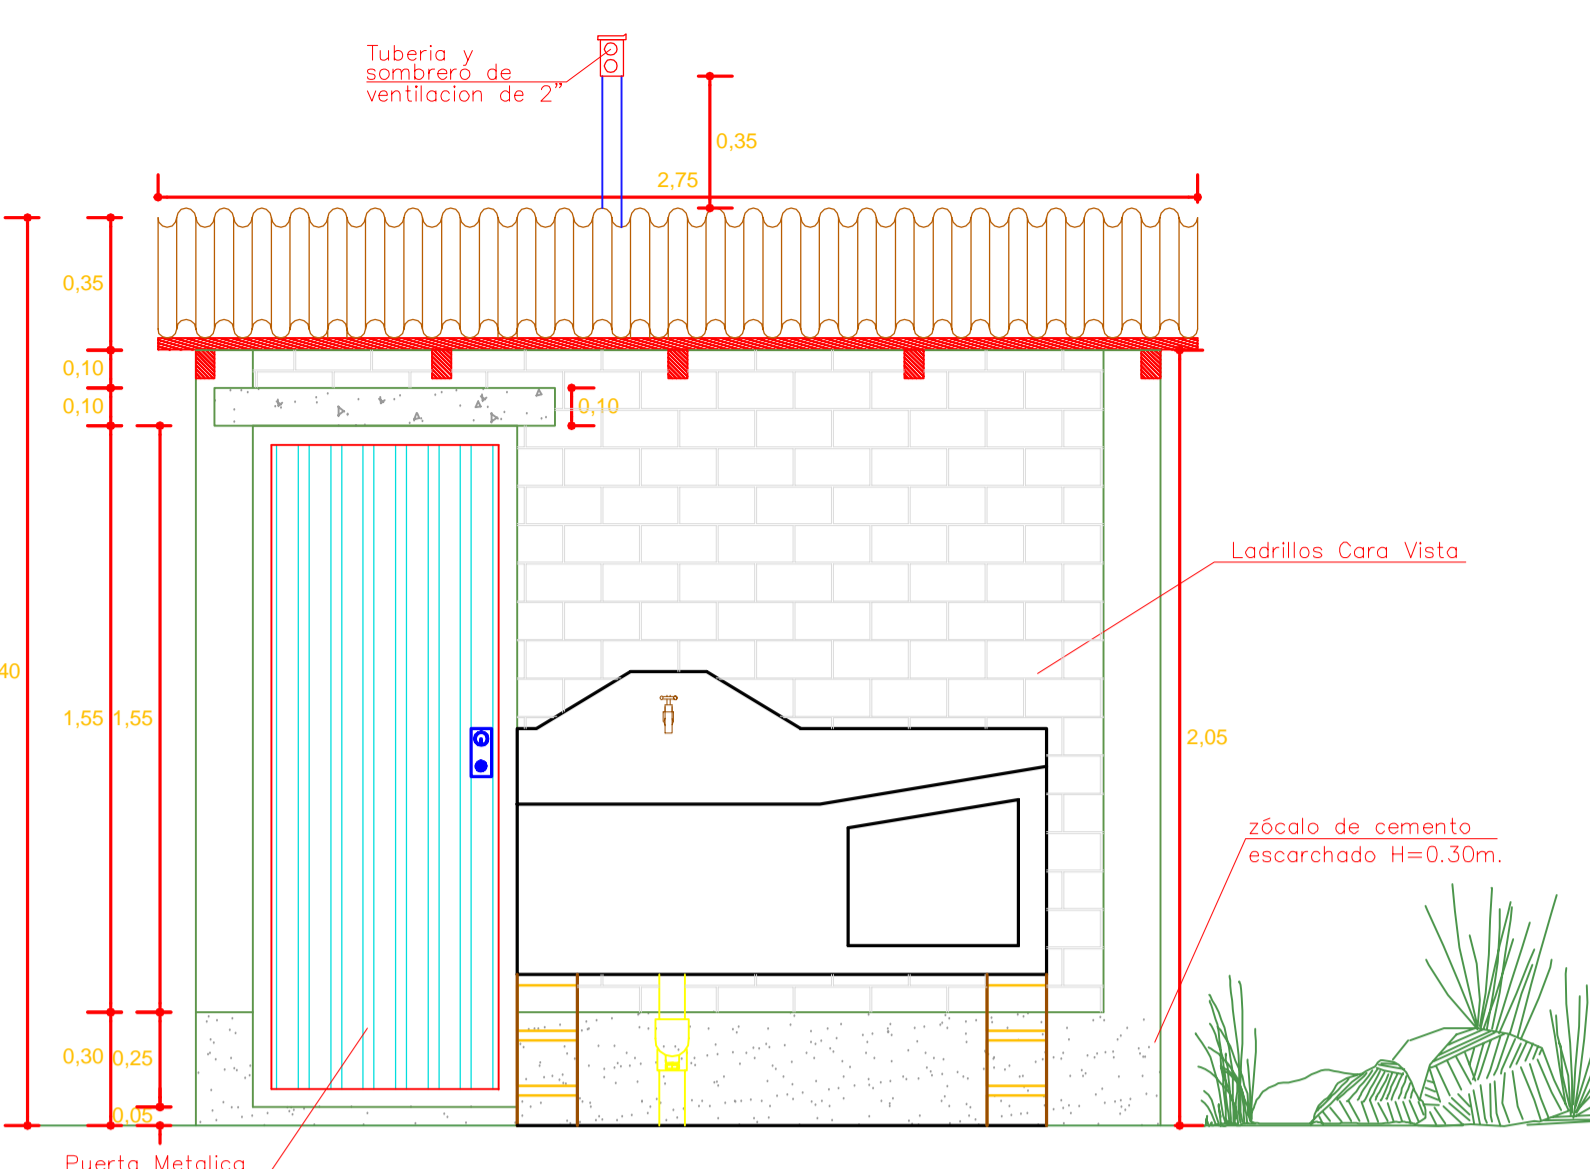 Tuberia y
sombrero de
ventilacion de 2"
0,35
2,75
0,35
0,10
0,10
0,10
Ladrillos Cara Vista
40
1,55
1,55
2,05
zócalo de cemento
escarchado H=0.30m.
0,30
0,25
0,05
Puerta Metalica